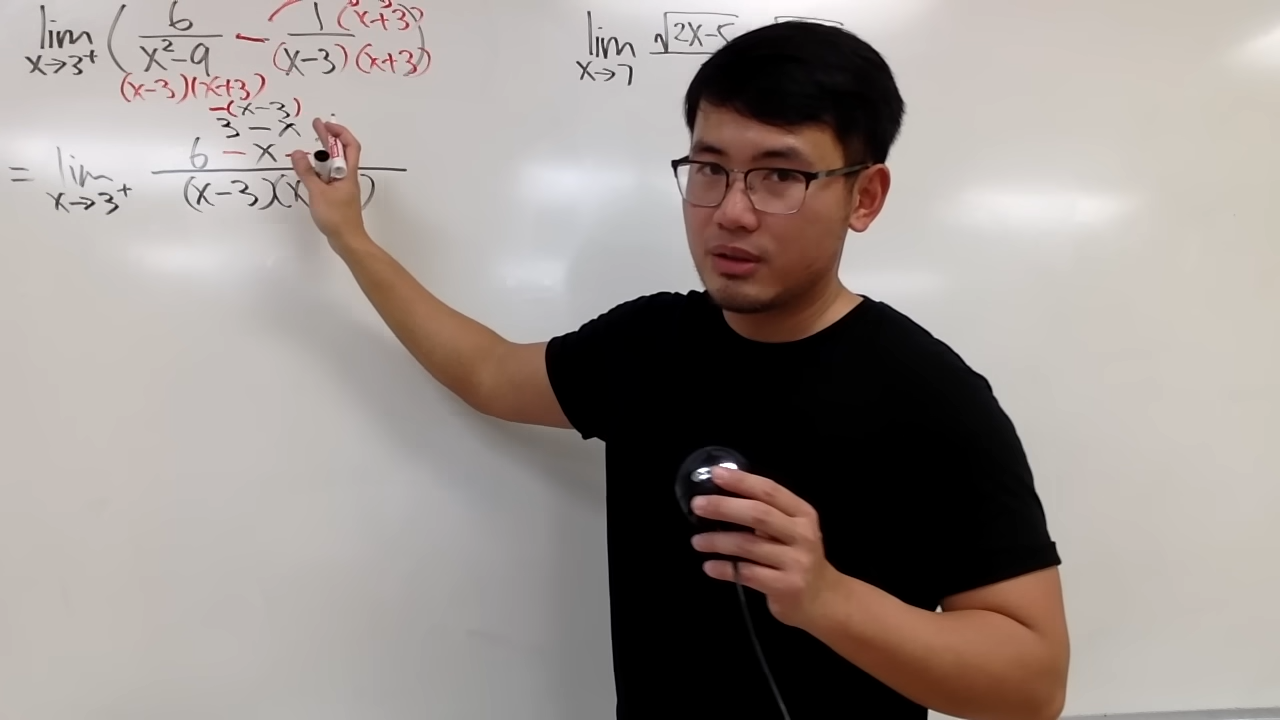 lim x→3⁺ ( 6/(x²-9) - 1(x+3)/((x-3)(x+3)) )
(x-3)(x+3)
-(x-3)
3-x
= lim x→3⁺ (6 - x -)/((x-3)(x )
lim x→7 √(2x-5